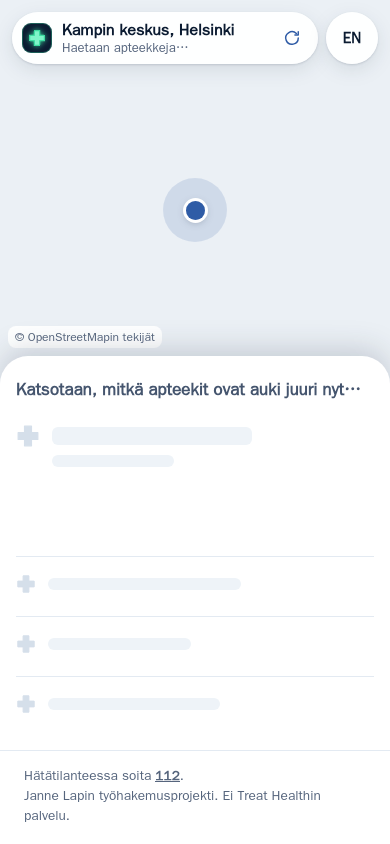 Kampin keskus, Helsinki
Haetaan apteekkeja…
EN
© OpenStreetMapin tekijät
Katsotaan, mitkä apteekit ovat auki juuri nyt…
Hätätilanteessa soita 112.
Janne Lapin työhakemusprojekti. Ei Treat Healthin
palvelu.